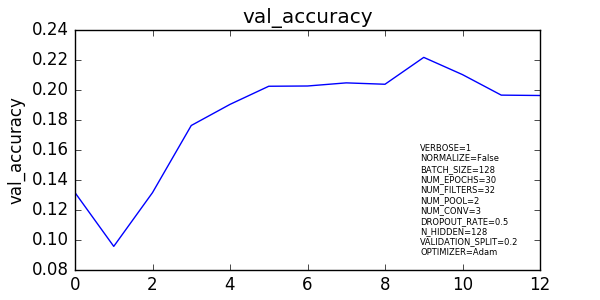 val_accuracy
0.24
0.22
0.20
0.18
0.16
0.14
0.12
0.10
0.08
val_accuracy
VERBOSE=1
NORMALIZE=False
BATCH_SIZE=128
NUM_EPOCHS=30
NUM_FILTERS=32
NUM_POOL=2
NUM_CONV=3
DROPOUT_RATE=0.5
N_HIDDEN=128
VALIDATION_SPLIT=0.2
OPTIMIZER=Adam
0 2 4 6 8 10 12